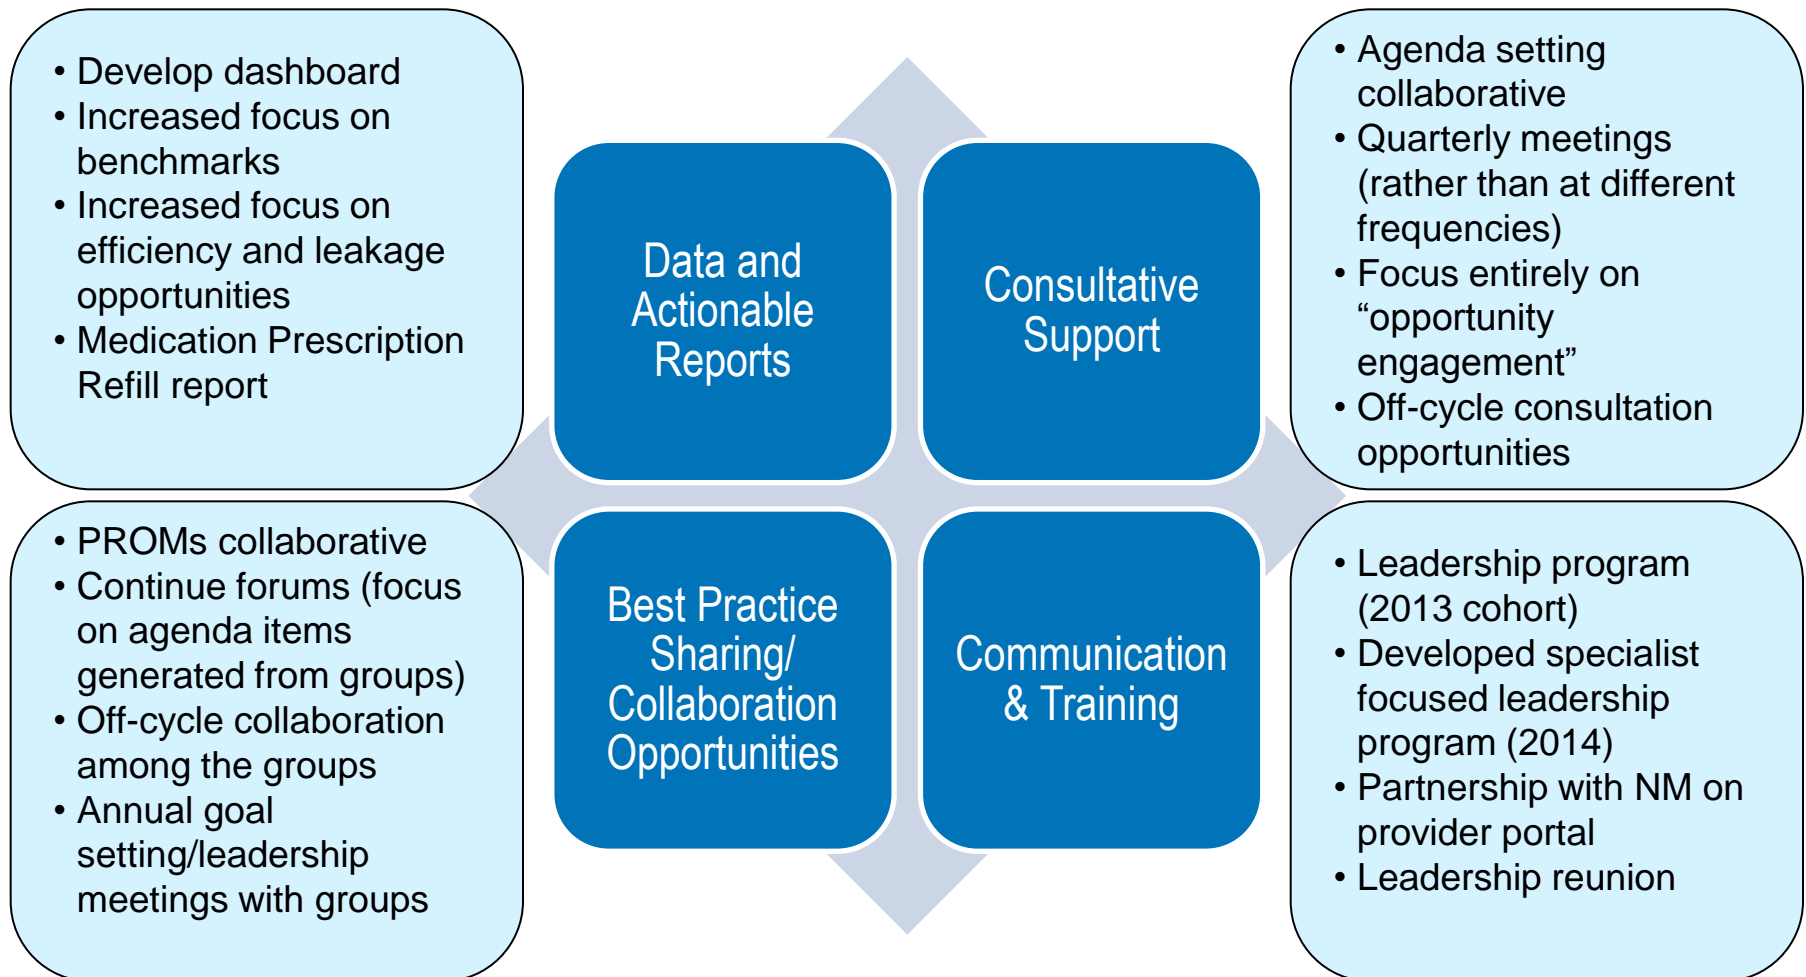 • Develop dashboard
• Increased focus on
benchmarks
• Increased focus on
efficiency and leakage
opportunities
• Medication Prescription
Refill report
Data and
Actionable
Reports
Consultative
Support
• Agenda setting
collaborative
• Quarterly meetings
(rather than at different
frequencies)
• Focus entirely on
“opportunity
engagement”
• Off-cycle consultation
opportunities
• PROMs collaborative
• Continue forums (focus
on agenda items
generated from groups)
• Off-cycle collaboration
among the groups
• Annual goal
setting/leadership
meetings with groups
Best Practice
Sharing/
Collaboration
Opportunities
Communication
& Training
• Leadership program
(2013 cohort)
• Developed specialist
focused leadership
program (2014)
• Partnership with NM on
provider portal
• Leadership reunion